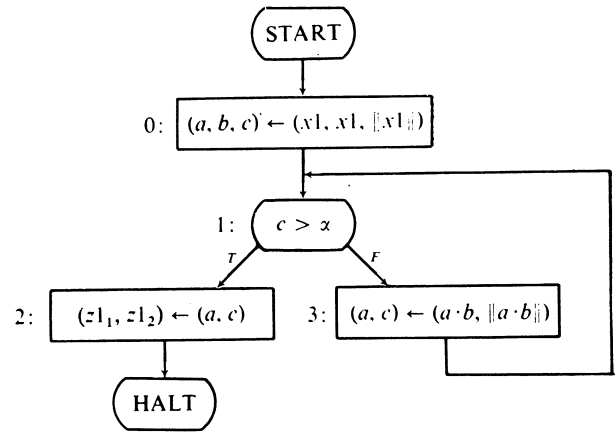 START
0: (a, b, c) ← (x1, x1, ‖x1‖)
1: c > α
T F
2: (z1₁, z1₂) ← (a, c)
3: (a, c) ← (a·b, ‖a·b‖)
HALT